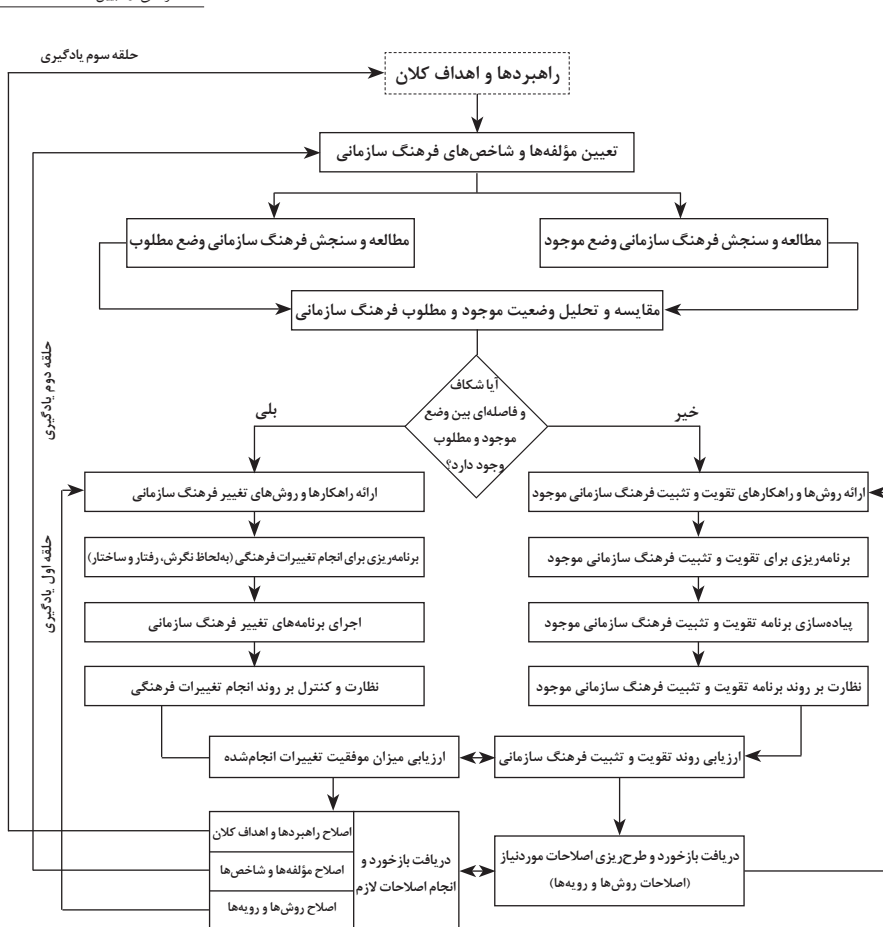 حلقه سوم یادگیری
راهبردها و اهداف کلان
تعیین مؤلفه‌ها و شاخص‌های فرهنگ سازمانی
مطالعه و سنجش فرهنگ سازمانی وضع موجود
مطالعه و سنجش فرهنگ سازمانی وضع مطلوب
مقایسه و تحلیل وضعیت موجود و مطلوب فرهنگ سازمانی
آیا شکاف
و فاصله‌ای بین وضع
موجود و مطلوب
وجود دارد؟
خیر
بلی
حلقه دوم یادگیری
ارائه روش‌ها و راهکارهای تقویت و تثبیت فرهنگ سازمانی موجود
ارائه راهکارها و روش‌های تغییر فرهنگ سازمانی
برنامه‌ریزی برای تقویت و تثبیت فرهنگ سازمانی موجود
برنامه‌ریزی برای انجام تغییرات فرهنگی (به‌لحاظ نگرش، رفتار و ساختار)
حلقه اول یادگیری
پیاده‌سازی برنامه تقویت و تثبیت فرهنگ سازمانی موجود
اجرای برنامه‌های تغییر فرهنگ سازمانی
نظارت بر روند برنامه تقویت و تثبیت فرهنگ سازمانی موجود
نظارت و کنترل بر روند انجام تغییرات فرهنگی
ارزیابی روند تقویت و تثبیت فرهنگ سازمانی
ارزیابی میزان موفقیت تغییرات انجام‌شده
دریافت بازخورد و طرح‌ریزی اصلاحات موردنیاز
(اصلاحات روش‌ها و رویه‌ها)
دریافت بازخورد و
انجام اصلاحات لازم
اصلاح راهبردها و اهداف کلان
اصلاح مؤلفه‌ها و شاخص‌ها
اصلاح روش‌ها و رویه‌ها